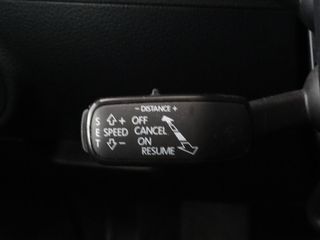 - DISTANCE +
S + OFF
E SPEED CANCEL
T - ON
RESUME